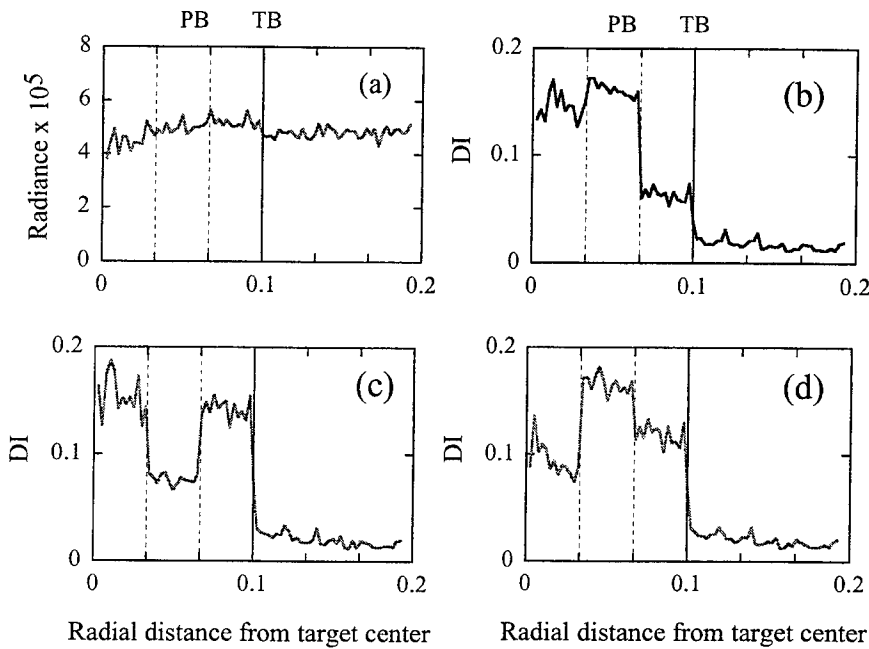 PB TB PB TB
8 0.2
(a) (b)
6
Radiance x 10⁵
4 DI 0.1
2
0 0
0 0.1 0.2 0 0.1 0.2
0.2 0.2
(c) (d)
DI 0.1 DI 0.1
0 0
0 0.1 0.2 0 0.1 0.2
Radial distance from target center Radial distance from target center